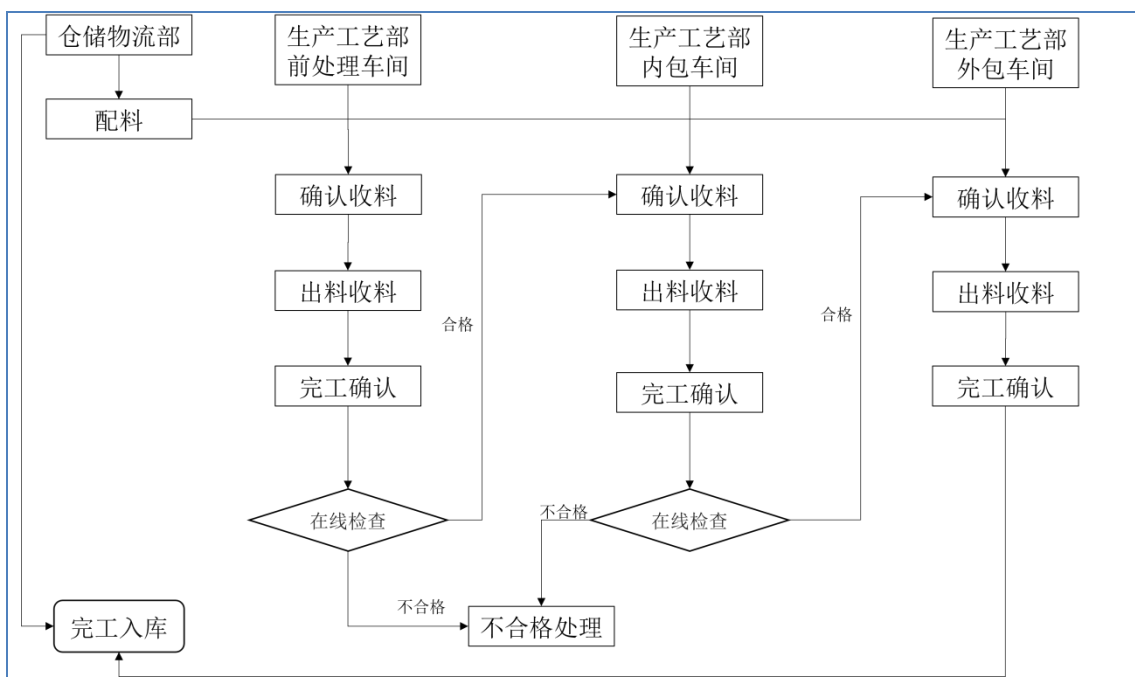 仓储物流部
生产工艺部
前处理车间
生产工艺部
内包车间
生产工艺部
外包车间
配料
确认收料
确认收料
确认收料
出料收料
出料收料
出料收料
合格
合格
完工确认
完工确认
完工确认
在线检查
不合格
在线检查
不合格
完工入库
不合格处理